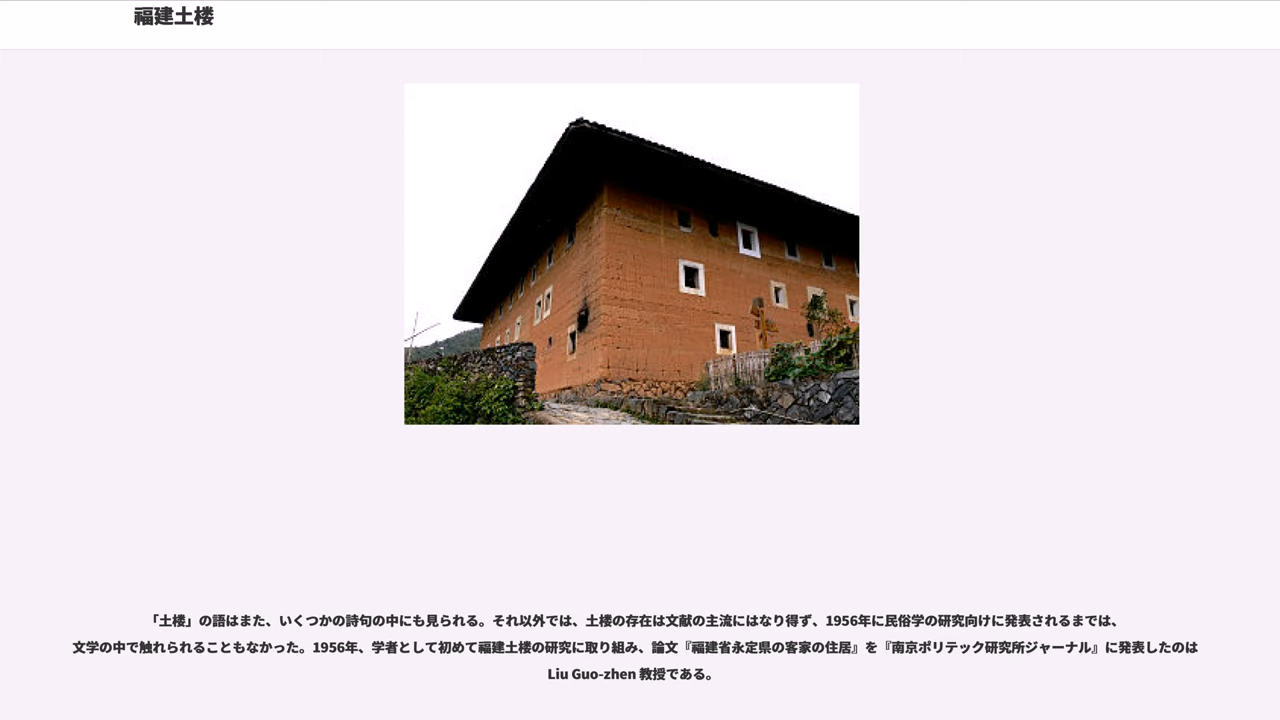 福建土楼
「土楼」の語はまた、いくつかの詩句の中にも見られる。それ以外では、土楼の存在は文献の主流にはなり得ず、1956年に民俗学の研究向けに発表されるまでは、
文学の中で触れられることもなかった。1956年、学者として初めて福建土楼の研究に取り組み、論文『福建省永定県の客家の住居』を『南京ポリテック研究所ジャーナル』に発表したのは
Liu Guo-zhen 教授である。